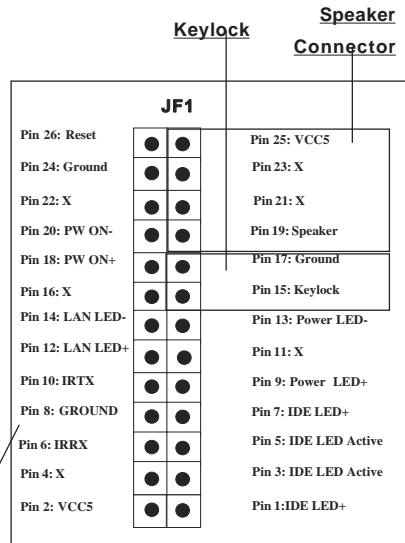 Speaker
Keylock
Connector
JF1
Pin 26: Reset
Pin 25: VCC5
Pin 24: Ground
Pin 23: X
Pin 22: X
Pin 21: X
Pin 20: PW ON-
Pin 19: Speaker
Pin 18: PW ON+
Pin 17: Ground
Pin 16: X
Pin 15: Keylock
Pin 14: LAN LED-
Pin 13: Power LED-
Pin 12: LAN LED+
Pin 11: X
Pin 10: IRTX
Pin 9: Power LED+
Pin 8: GROUND
Pin 7: IDE LED+
Pin 6: IRRX
Pin 5: IDE LED Active
Pin 4: X
Pin 3: IDE LED Active
Pin 2: VCC5
Pin 1:IDE LED+